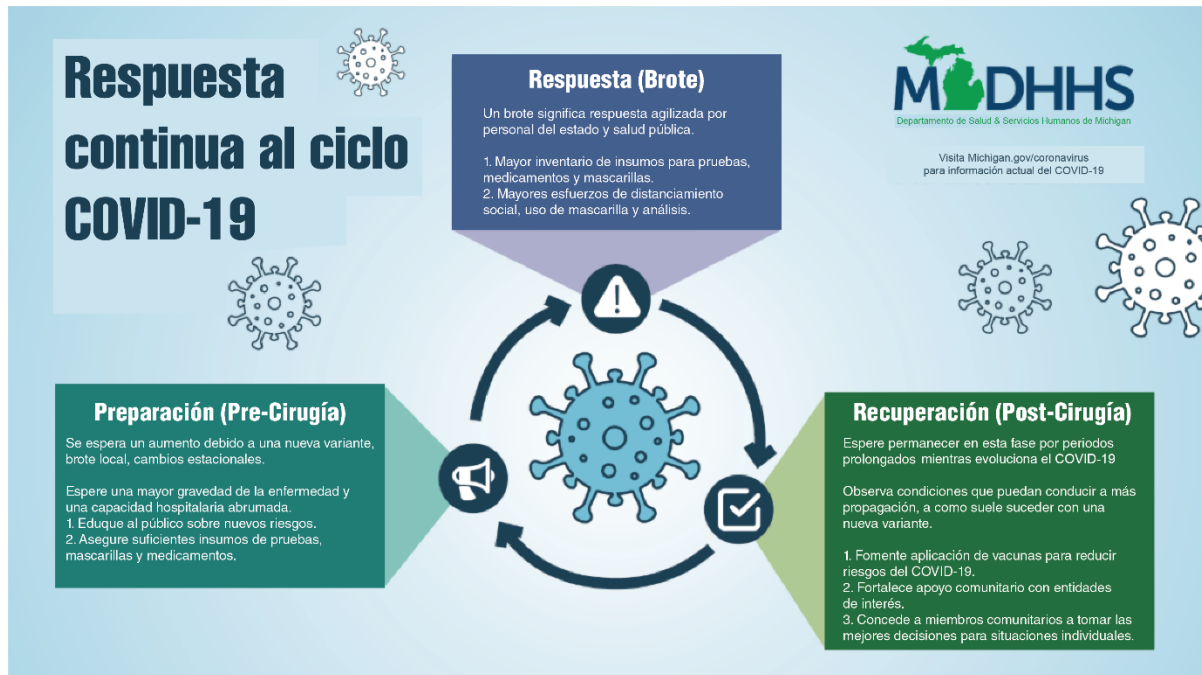 Respuesta
continua al ciclo
COVID-19
Respuesta (Brote)
Un brote significa respuesta agilizada por
personal del estado y salud pública.
1. Mayor inventario de insumos para pruebas,
medicamentos y mascarillas.
2. Mayores esfuerzos de distanciamiento
social, uso de mascarilla y análisis.
M DHHS
Departamento de Salud & Servicios Humanos de Michigan
Visita Michigan.gov/coronavirus
para información actual del COVID-19
Preparación (Pre-Cirugía)
Se espera un aumento debido a una nueva variante,
brote local, cambios estacionales.
Espere una mayor gravedad de la enfermedad y
una capacidad hospitalaria abrumada.
1. Eduque al público sobre nuevos riesgos.
2. Asegure suficientes insumos de pruebas,
mascarillas y medicamentos.
Recuperación (Post-Cirugía)
Espere permanecer en esta fase por periodos
prolongados mientras evoluciona el COVID-19
Observa condiciones que puedan conducir a más
propagación, a como suele suceder con una
nueva variante.
1. Fomente aplicación de vacunas para reducir
riesgos del COVID-19.
2. Fortalece apoyo comunitario con entidades
de interés.
3. Concede a miembros comunitarios a tomar las
mejores decisiones para situaciones individuales.